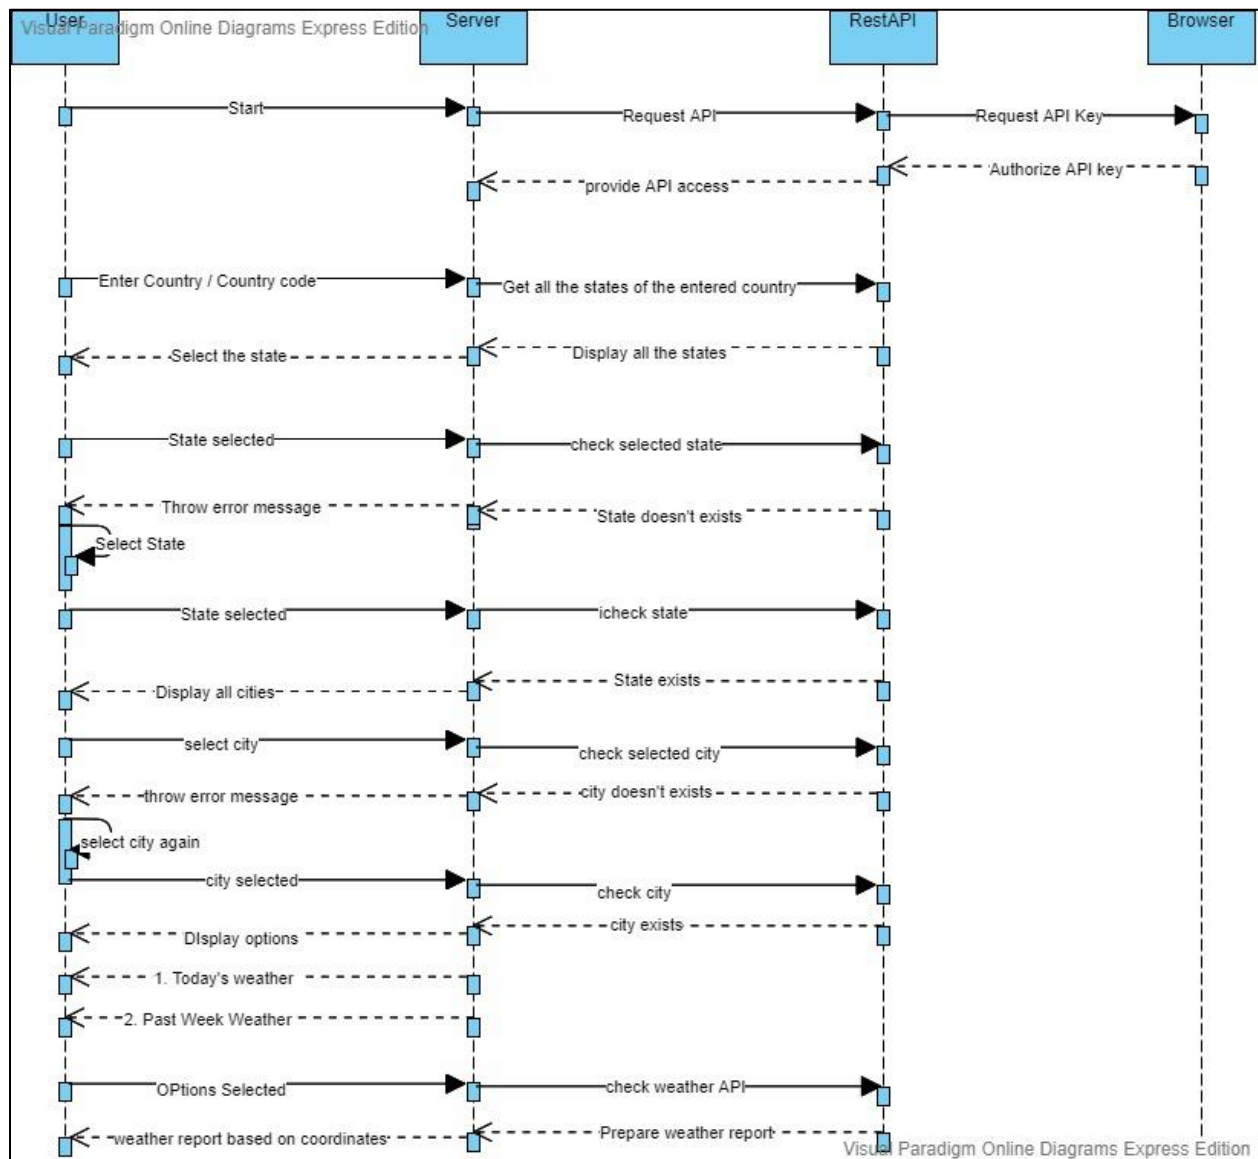 User
Visual Paradigm Online Diagrams Express Edition
Server
RestAPI
Browser
Start
Request API
Request API Key
Authorize API key
provide API access
Enter Country / Country code
Get all the states of the entered country
Select the state
Display all the states
State selected
check selected state
Throw error message
State doesn't exists
Select State
State selected
icheck state
State exists
Display all cities
select city
check selected city
throw error message
city doesn't exists
select city again
city selected
check city
city exists
DIsplay options
1. Today's weather
2. Past Week Weather
OPtions Selected
check weather API
weather report based on coordinates
Prepare weather report
Visual Paradigm Online Diagrams Express Edition